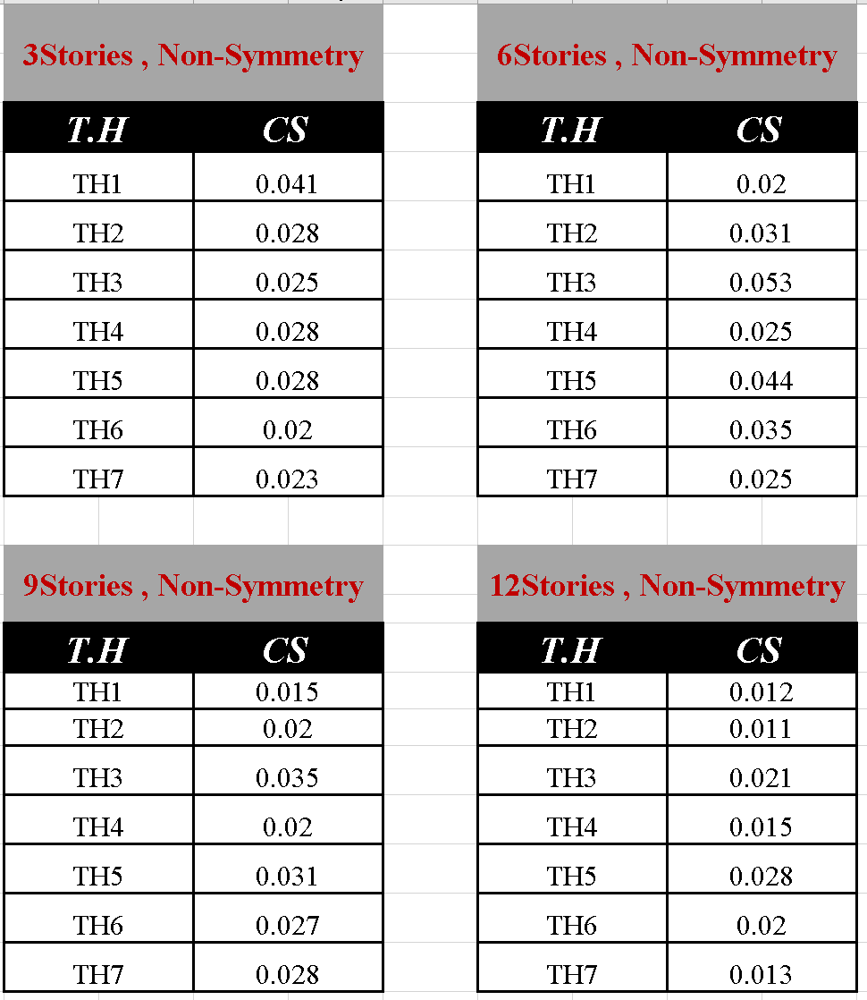 3Stories , Non-Symmetry
T.H CS
TH1 0.041
TH2 0.028
TH3 0.025
TH4 0.028
TH5 0.028
TH6 0.02
TH7 0.023
6Stories , Non-Symmetry
T.H CS
TH1 0.02
TH2 0.031
TH3 0.053
TH4 0.025
TH5 0.044
TH6 0.035
TH7 0.025
9Stories , Non-Symmetry
T.H CS
TH1 0.015
TH2 0.02
TH3 0.035
TH4 0.02
TH5 0.031
TH6 0.027
TH7 0.028
12Stories , Non-Symmetry
T.H CS
TH1 0.012
TH2 0.011
TH3 0.021
TH4 0.015
TH5 0.028
TH6 0.02
TH7 0.013